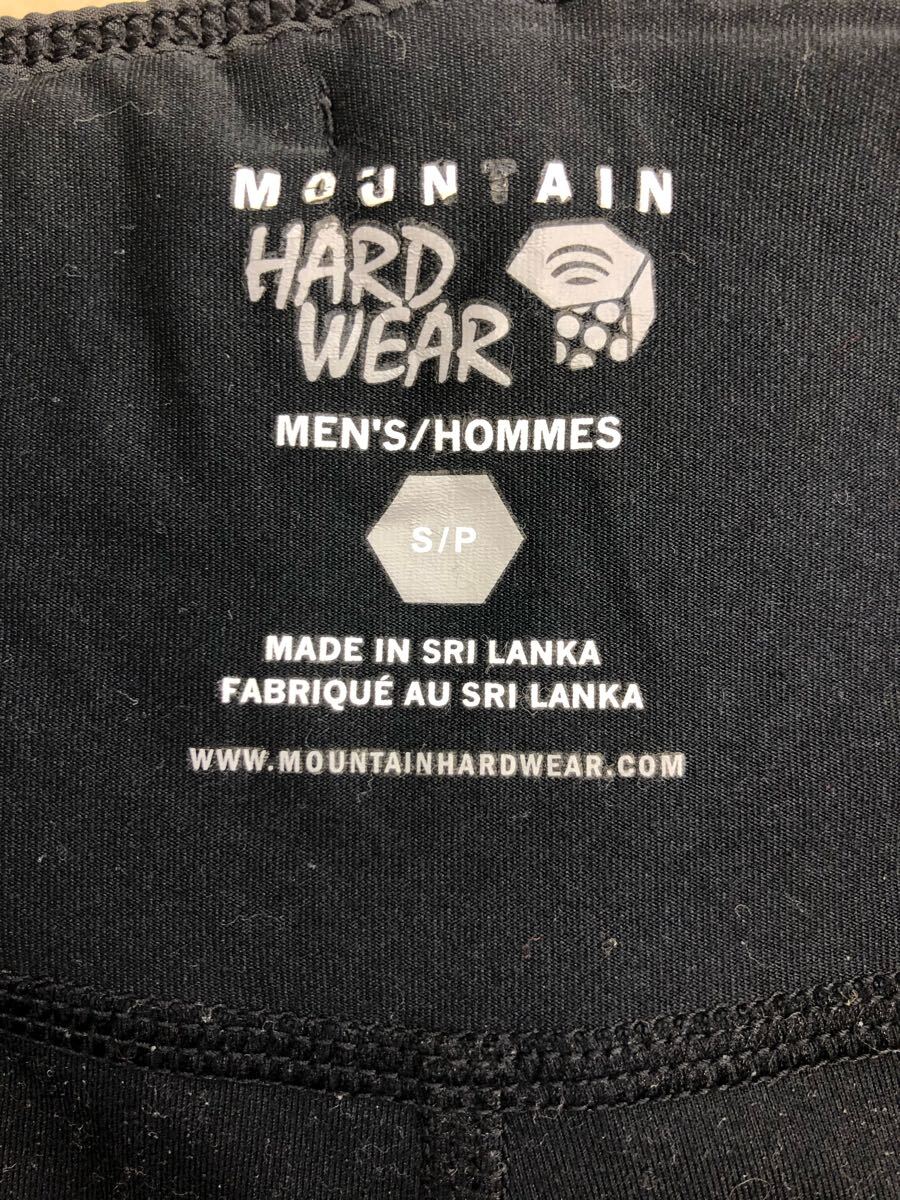 MOUNTAIN
HARD
WEAR
MEN'S/HOMMES
S/P
MADE IN SRI LANKA
FABRIQUÉ AU SRI LANKA
WWW.MOUNTAINHARDWEAR.COM